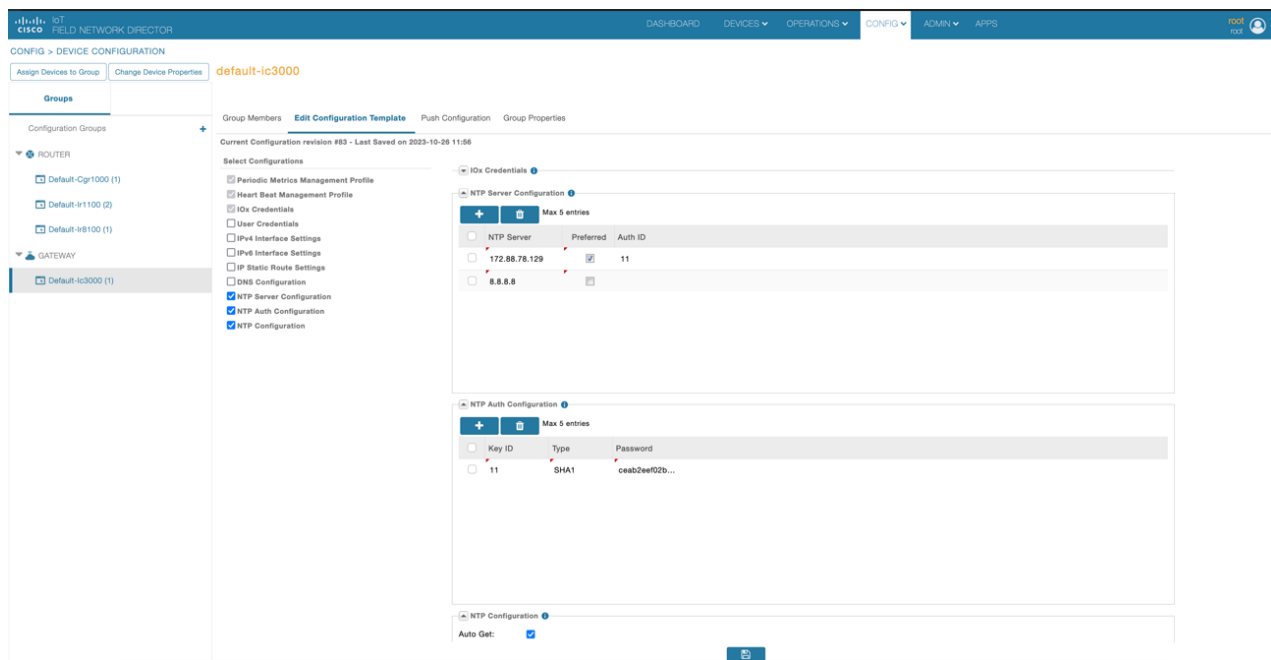 cisco IoT FIELD NETWORK DIRECTOR
DASHBOARD DEVICES OPERATIONS CONFIG ADMIN APPS
root
root
CONFIG > DEVICE CONFIGURATION
Assign Devices to Group Change Device Properties default-ic3000
Groups
Configuration Groups +
ROUTER
Default-Cgr1000 (1)
Default-Ir1100 (2)
Default-Ir8100 (1)
GATEWAY
Default-Ic3000 (1)
Group Members Edit Configuration Template Push Configuration Group Properties
Current Configuration revision #83 - Last Saved on 2023-10-26 11:56
Select Configurations
Periodic Metrics Management Profile
Heart Beat Management Profile
IOx Credentials
User Credentials
IPv4 Interface Settings
IPv6 Interface Settings
IP Static Route Settings
DNS Configuration
NTP Server Configuration
NTP Auth Configuration
NTP Configuration
IOx Credentials
NTP Server Configuration
+ Max 5 entries
NTP Server Preferred Auth ID
172.88.78.129 11
8.8.8.8
NTP Auth Configuration
+ Max 5 entries
Key ID Type Password
11 SHA1 ceab2eef02b...
NTP Configuration
Auto Get: